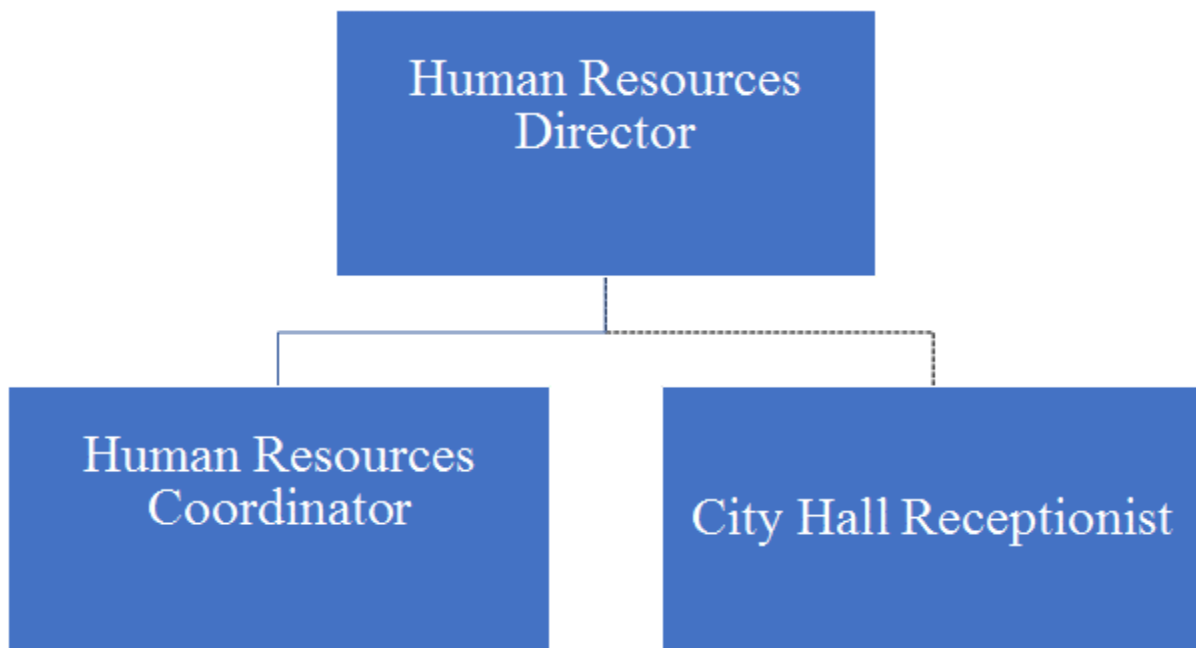 Human Resources
Director
Human Resources
Coordinator
City Hall Receptionist